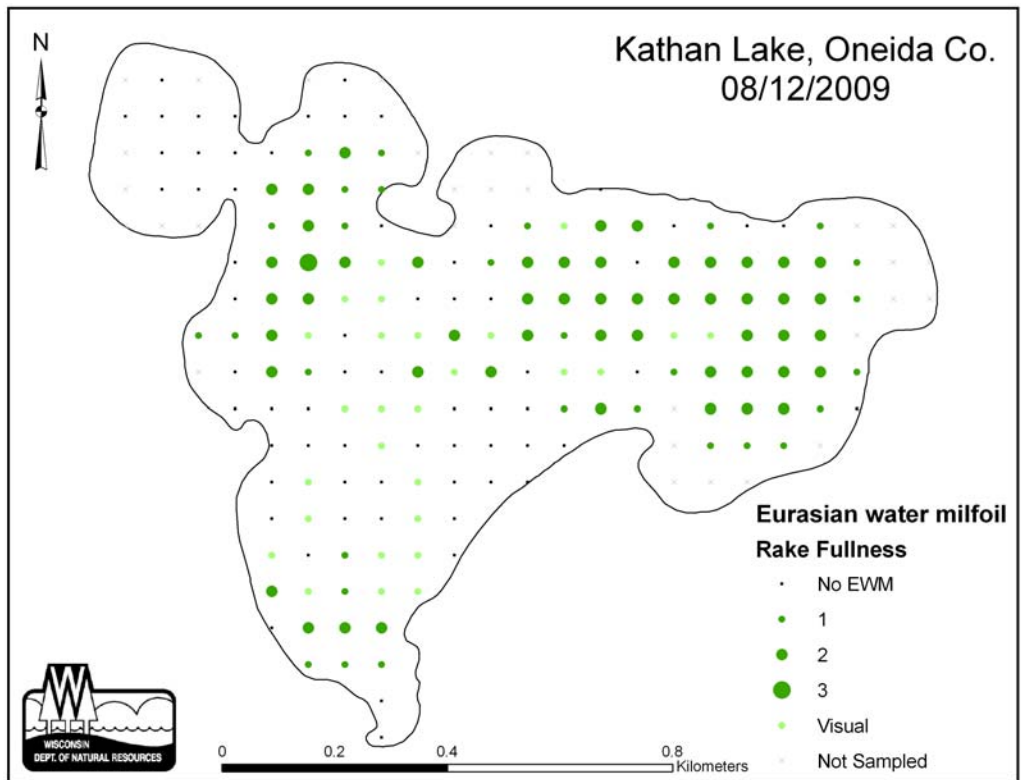 N
Kathan Lake, Oneida Co.
08/12/2009
Eurasian water milfoil
Rake Fullness
No EWM
1
2
3
Visual
Not Sampled
W
WISCONSIN
DEPT. OF NATURAL RESOURCES
0 0.2 0.4 0.8
Kilometers